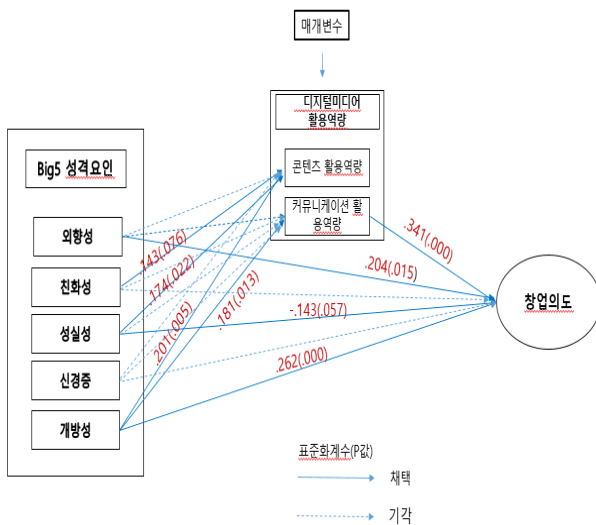 매개변수
디지털미디어
활용역량
콘텐츠 활용역량
커뮤니케이션 활
용역량
Big5 성격요인
외향성
친화성
성실성
신경증
개방성
.143(.076)
.174(.022)
.201(.005)
.181(.013)
.341(.000)
.204(.015)
-.143(.057)
.262(.000)
창업의도
표준화계수(P값)
채택
기각